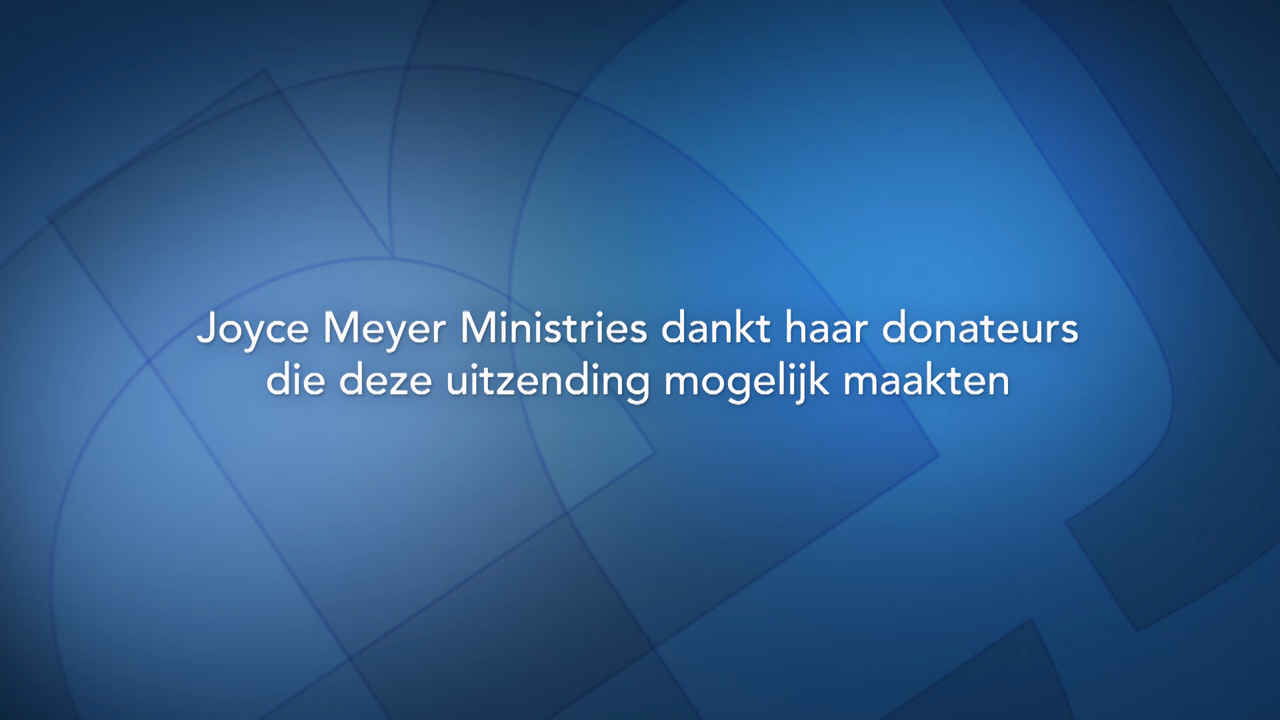 Joyce Meyer Ministries dankt haar donateurs
die deze uitzending mogelijk maakten